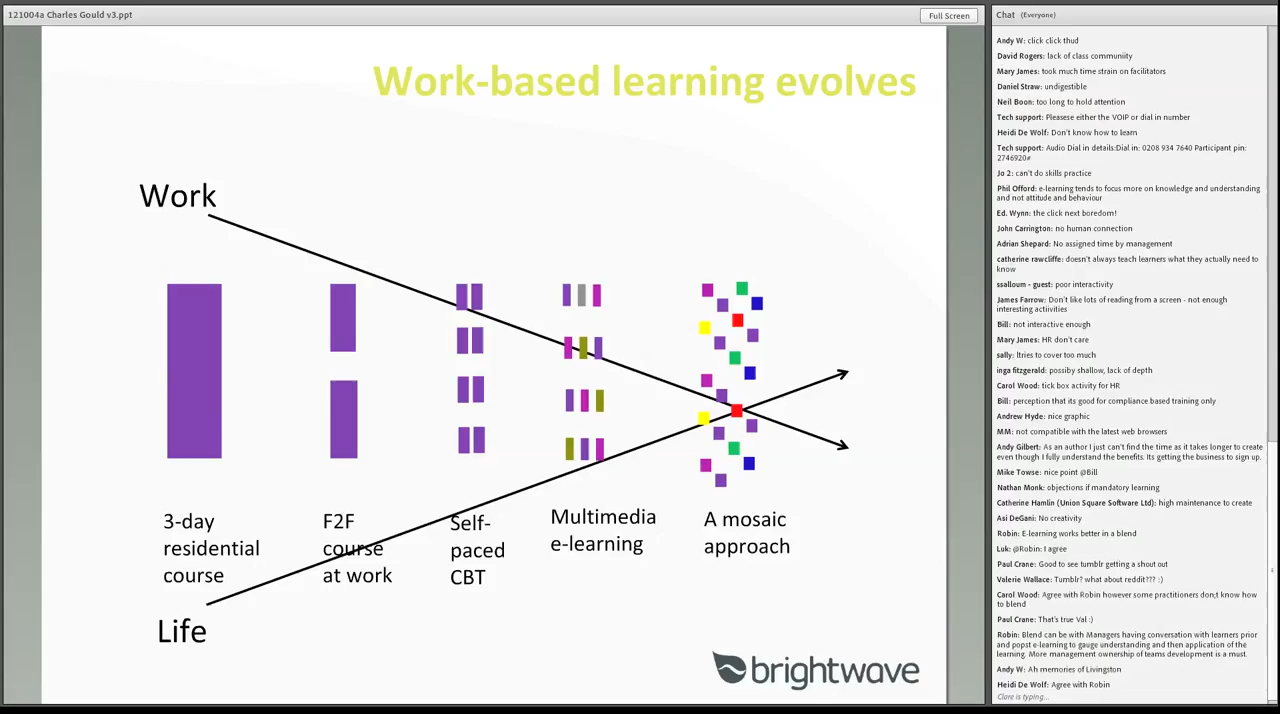 121004a Charles Gould v3.ppt
Full Screen
Work-based learning evolves
Work
3-day
residential
course
F2F
course
at work
Self-
paced
CBT
Multimedia
e-learning
A mosaic
approach
Life
brightwave
Chat (Everyone)
Andy W: click click thud
David Rogers: lack of class communiity
Mary James: took much time strain on facilitators
Daniel Straw: undigestible
Neil Boon: too long to hold attention
Tech support: Pleasese either the VOIP or dial in number
Heidi De Wolf: Don't know how to learn
Tech support: Audio Dial in details:Dial in: 0208 934 7640 Participant pin:
2746920#
Jo 2: can't do skills practice
Phil Offord: e-learning tends to focus more on knowledge and understanding
and not attitude and behaviour
Ed. Wynn: the click next boredom!
John Carrington: no human connection
Adrian Shepard: No assigned time by management
catherine rawcliffe: doesn't always teach learners what they actually need to
know
ssalloum - guest: poor interactivity
James Farrow: Don't like lots of reading from a screen - not enough
interesting actiivities
Bill: not interactive enough
Mary James: HR don't care
sally: ltries to cover too much
inga fitzgerald: possiby shallow, lack of depth
Carol Wood: tick box activity for HR
Bill: perception that its good for compliance based training only
Andrew Hyde: nice graphic
MM: not compatible with the latest web browsers
Andy Gilbert: As an author I just can't find the time as it takes longer to create
even though I fully understand the benefits. Its getting the business to sign up.
Mike Towse: nice point @Bill
Nathan Monk: objections if mandatory learning
Catherine Hamlin (Union Square Software Ltd): high maintenance to create
Asi DeGani: No creativity
Robin: E-learning works better in a blend
Luk: @Robin: I agree
Paul Crane: Good to see tumblr getting a shout out
Valerie Wallace: Tumblr? what about reddit??? :)
Carol Wood: Agree with Robin however some practitioners don;t know how
to blend
Paul Crane: That's true Val :)
Robin: Blend can be with Managers having conversation with learners prior
and popst e-learning to gauge understanding and then application of the
learning. More management ownership of teams development is a must.
Andy W: Ah memories of Livingston
Heidi De Wolf: Agree with Robin
Clare is typing...